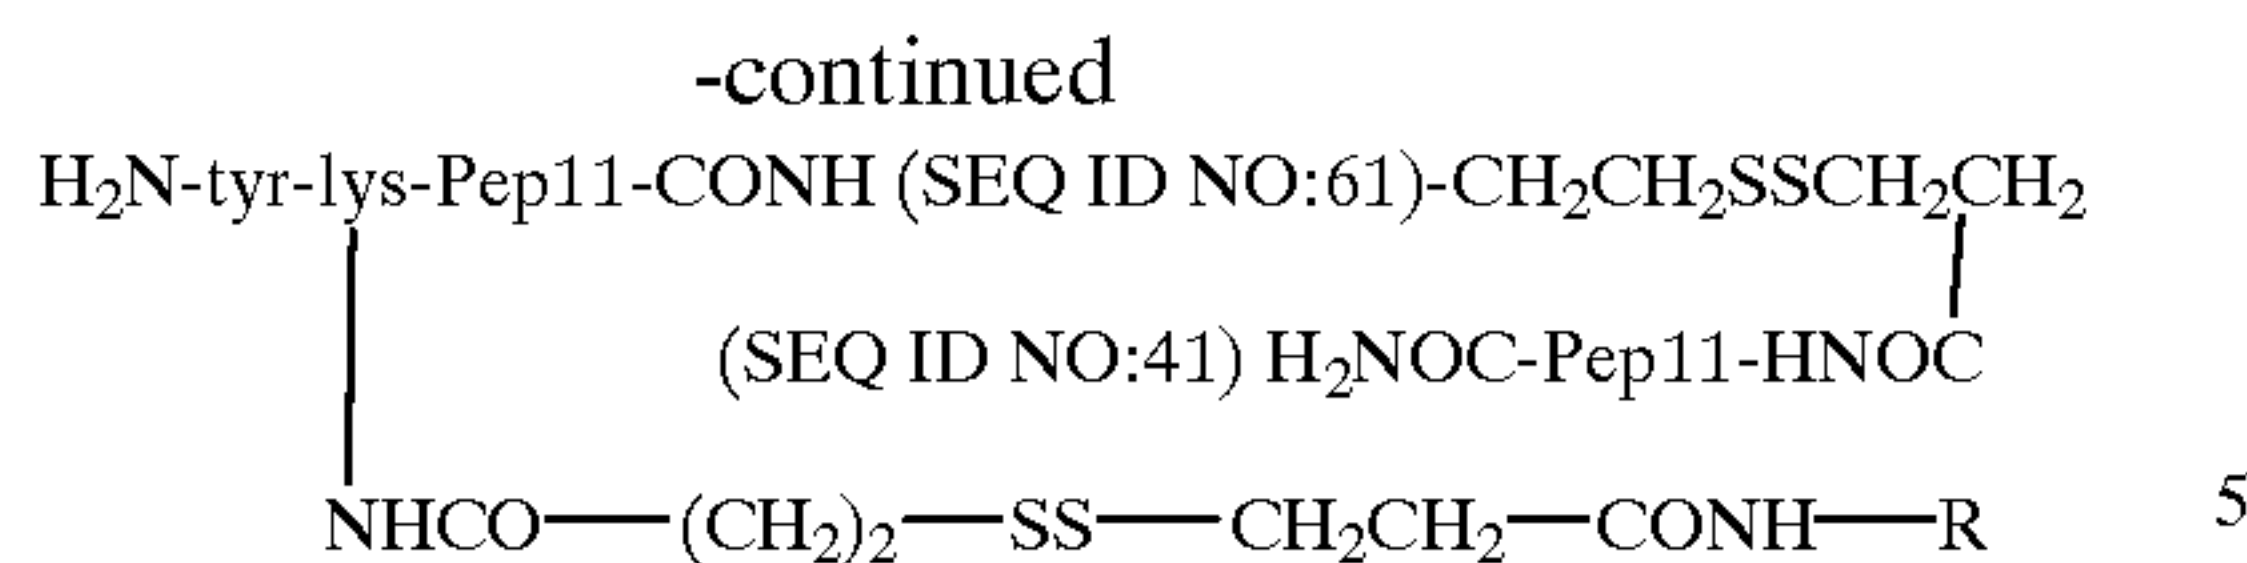 -continued
H₂N-tyr-lys-Pep11-CONH (SEQ ID NO:61)-CH₂CH₂SSCH₂CH₂
(SEQ ID NO:41) H₂NOC-Pep11-HNOC
NHCO—(CH₂)₂—SS—CH₂CH₂—CONH—R 5